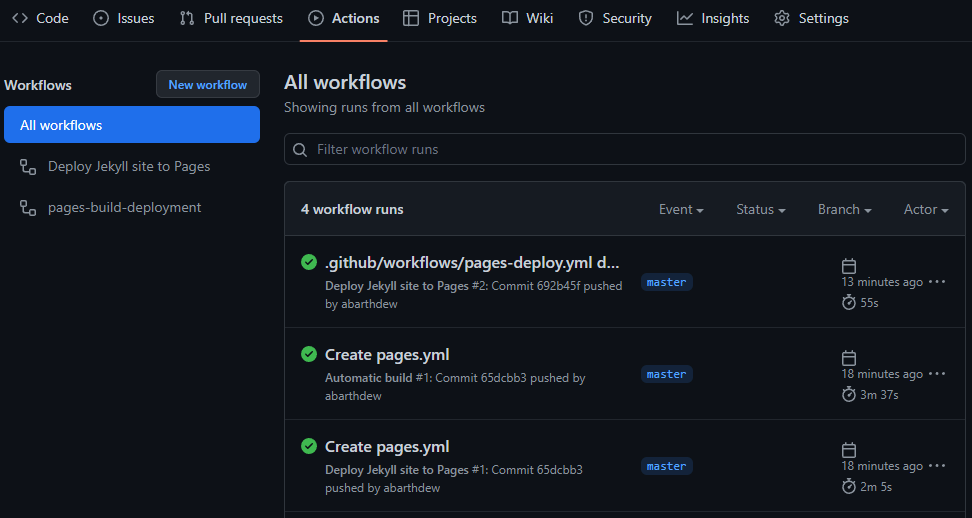 Code Issues Pull requests Actions Projects Wiki Security Insights Settings
Workflows
New workflow
All workflows
Deploy Jekyll site to Pages
pages-build-deployment
All workflows
Showing runs from all workflows
Filter workflow runs
4 workflow runs Event Status Branch Actor
.github/workflows/pages-deploy.yml d...
Deploy Jekyll site to Pages #2: Commit 692b45f pushed
by abarthdew
master
13 minutes ago
55s
Create pages.yml
Automatic build #1: Commit 65dcbb3 pushed by
abarthdew
master
18 minutes ago
3m 37s
Create pages.yml
Deploy Jekyll site to Pages #1: Commit 65dcbb3
pushed by abarthdew
master
18 minutes ago
2m 5s